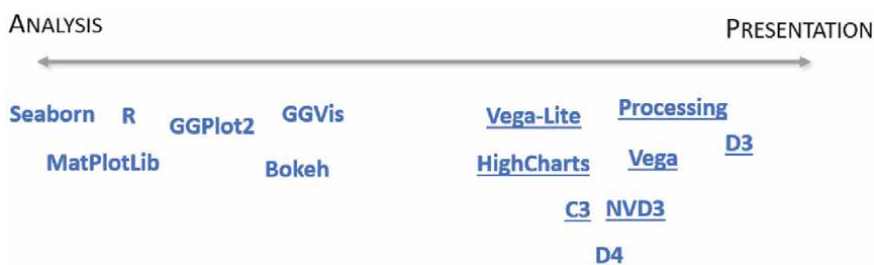 ANALYSIS
PRESENTATION
Seaborn R GGPlot2 GGVis Vega-Lite Processing
D3
MatPlotLib Bokeh HighCharts Vega
C3 NVD3
D4